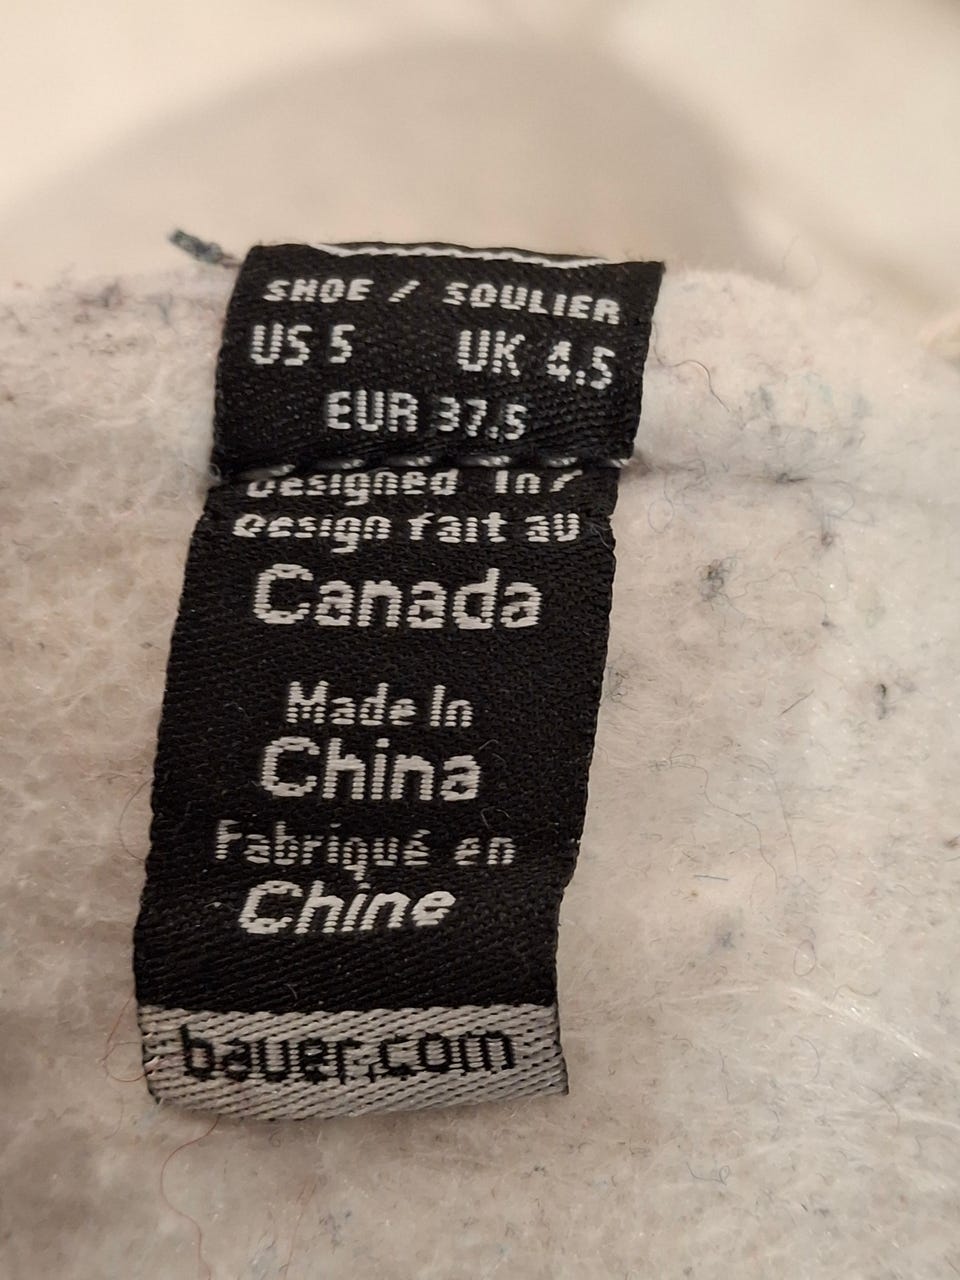 SHOE / SOULIER
US 5 UK 4.5
EUR 37.5
Designed In /
Design fait au
Canada
Made In
China
Fabriqué en
Chine
bauer.com